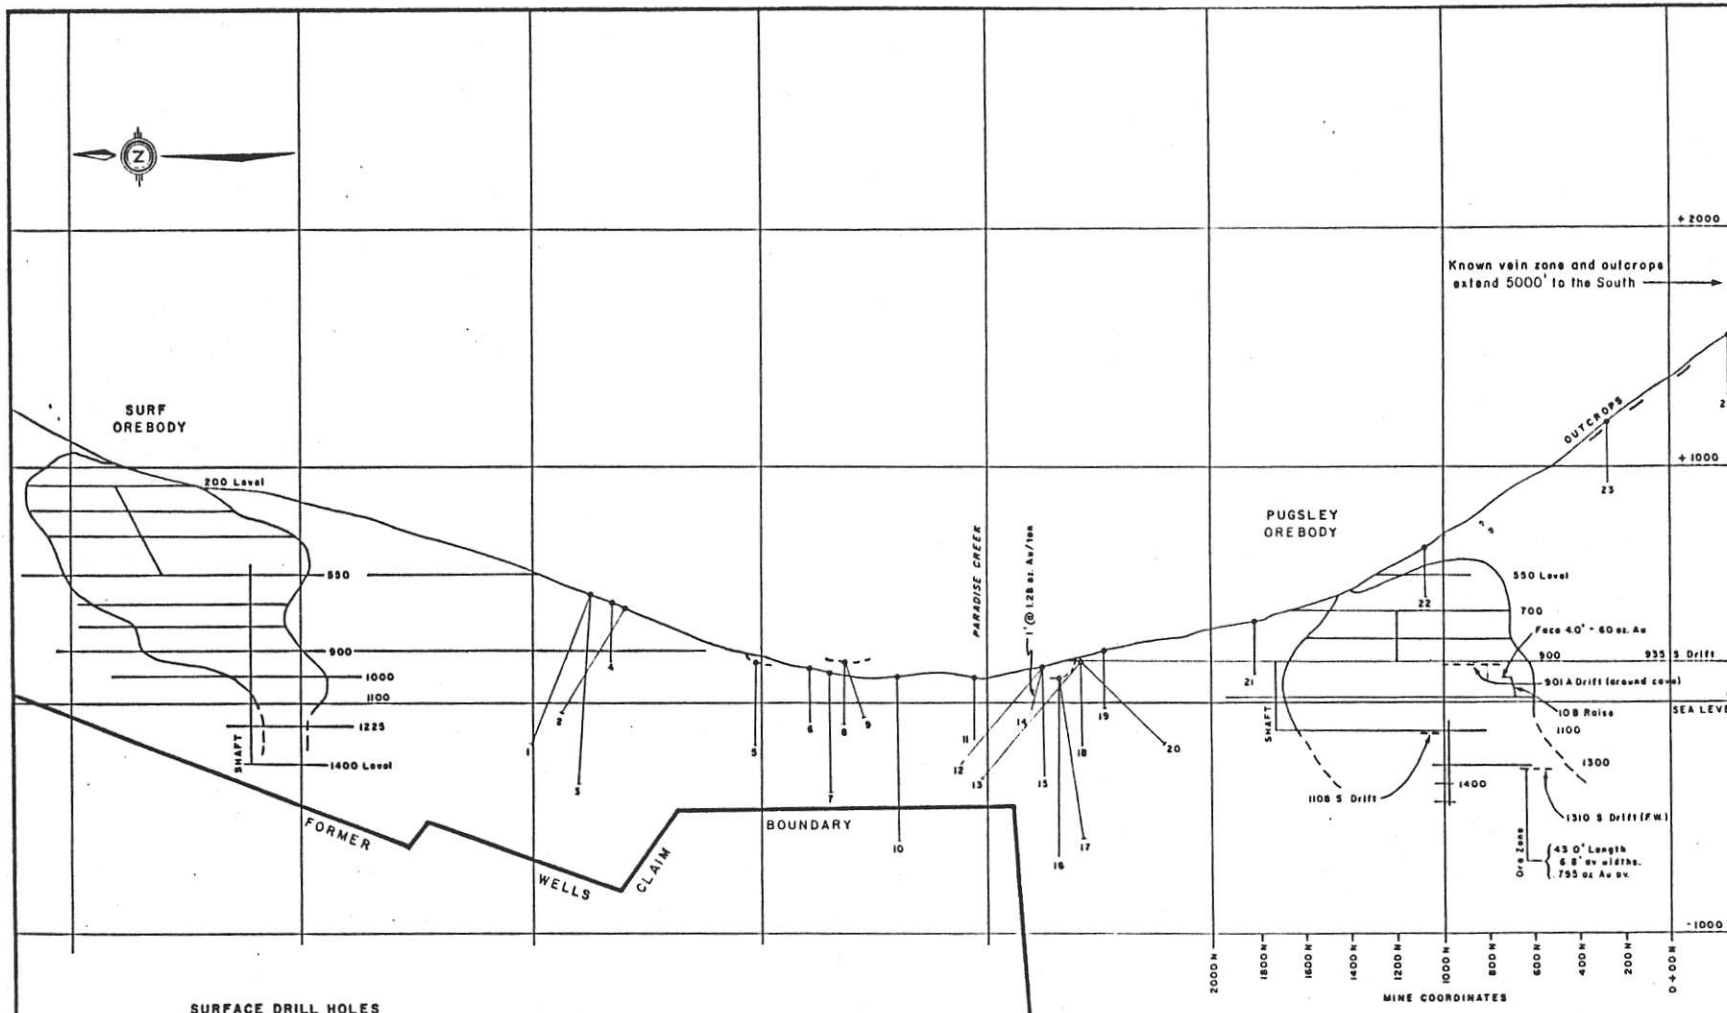 Z
+2000
Known vein zone and outcrops
extend 5000' to the South
SURF
OREBODY
OUTCROPS
+1000
200 Level
23
PUGSLEY
OREBODY
PARADISE CREEK
1' @ 1.28 oz. Au/ton
550
550 Level
22
700
Face 4.0' - .60 oz. Au
4
900
900
935 S Drift
21
1000
901A Drift (around cave)
1100
10B Raise
SEA LEVE
2
6
8
9
19
14
1225
SHAFT
1100
1
5
11
18
20
SHAFT
1400 Level
12
1300
3
7
13
15
1400
1108 S Drift
1310 S Drift (F.W.)
FORMER
BOUNDARY
10
16
17
Ore Zone
43.0' Length
6.8' av widths.
.795 oz Au av.
WELLS
CLAIM
-1000
2000 N
1800 N
1600 N
1400 N
1200 N
1000 N
800 N
600 N
400 N
200 N
0+00 N
MINE COORDINATES
SURFACE DRILL HOLES